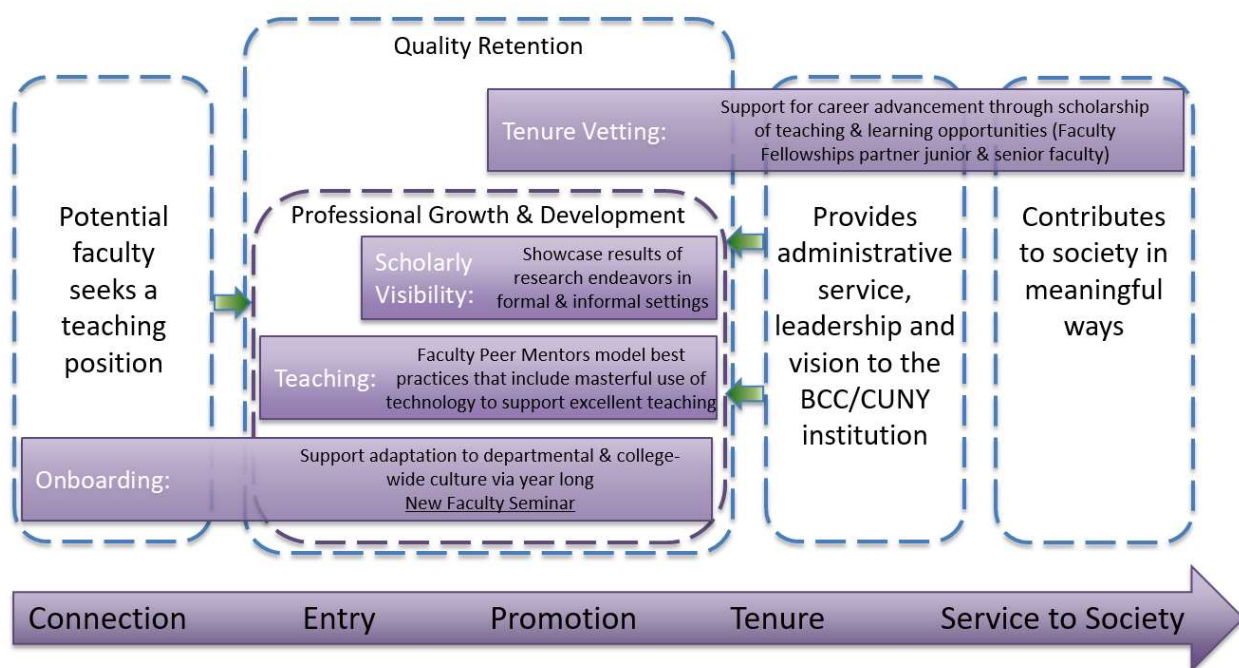 Quality Retention
Tenure Vetting:
Support for career advancement through scholarship
of teaching & learning opportunities (Faculty
Fellowships partner junior & senior faculty)
Potential
faculty
seeks a
teaching
position
Professional Growth & Development
Scholarly
Visibility:
Showcase results of
research endeavors in
formal & informal settings
Teaching:
Faculty Peer Mentors model best
practices that include masterful use of
technology to support excellent teaching
Onboarding:
Support adaptation to departmental & college-
wide culture via year long
New Faculty Seminar
Provides
administrative
service,
leadership and
vision to the
BCC/CUNY
institution
Contributes
to society in
meaningful
ways
Connection
Entry
Promotion
Tenure
Service to Society